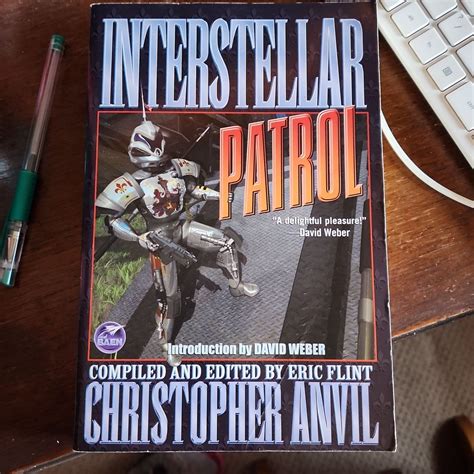 INTERSTELLAR
PATROL
"A delightful pleasure!"
-David Weber
BAEN
Introduction by DAVID WEBER
COMPILED AND EDITED BY ERIC FLINT
CHRISTOPHER ANVIL